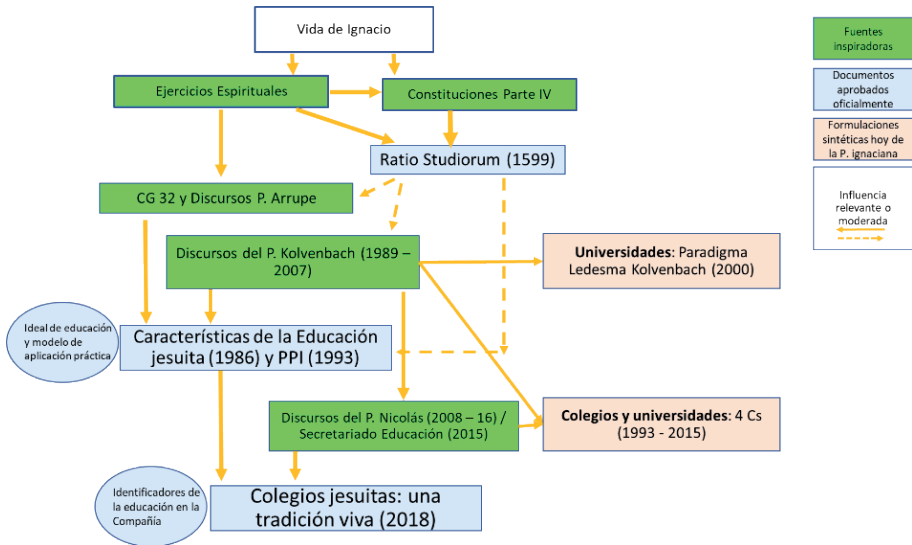 Vida de Ignacio
Ejercicios Espirituales
Constituciones Parte IV
Ratio Studiorum (1599)
CG 32 y Discursos P. Arrupe
Discursos del P. Kolvenbach (1989 –
2007)
Universidades: Paradigma
Ledesma Kolvenbach (2000)
Ideal de educación
y modelo de
aplicación práctica
Características de la Educación
jesuita (1986) y PPI (1993)
Discursos del P. Nicolás (2008 – 16) /
Secretariado Educación (2015)
Colegios y universidades: 4 Cs
(1993 - 2015)
Identificadores de
la educación en la
Compañía
Colegios jesuitas: una
tradición viva (2018)
Fuentes
inspiradoras
Documentos
aprobados
oficialmente
Formulaciones
sintéticas hoy de
la P. ignaciana
Influencia
relevante o
moderada